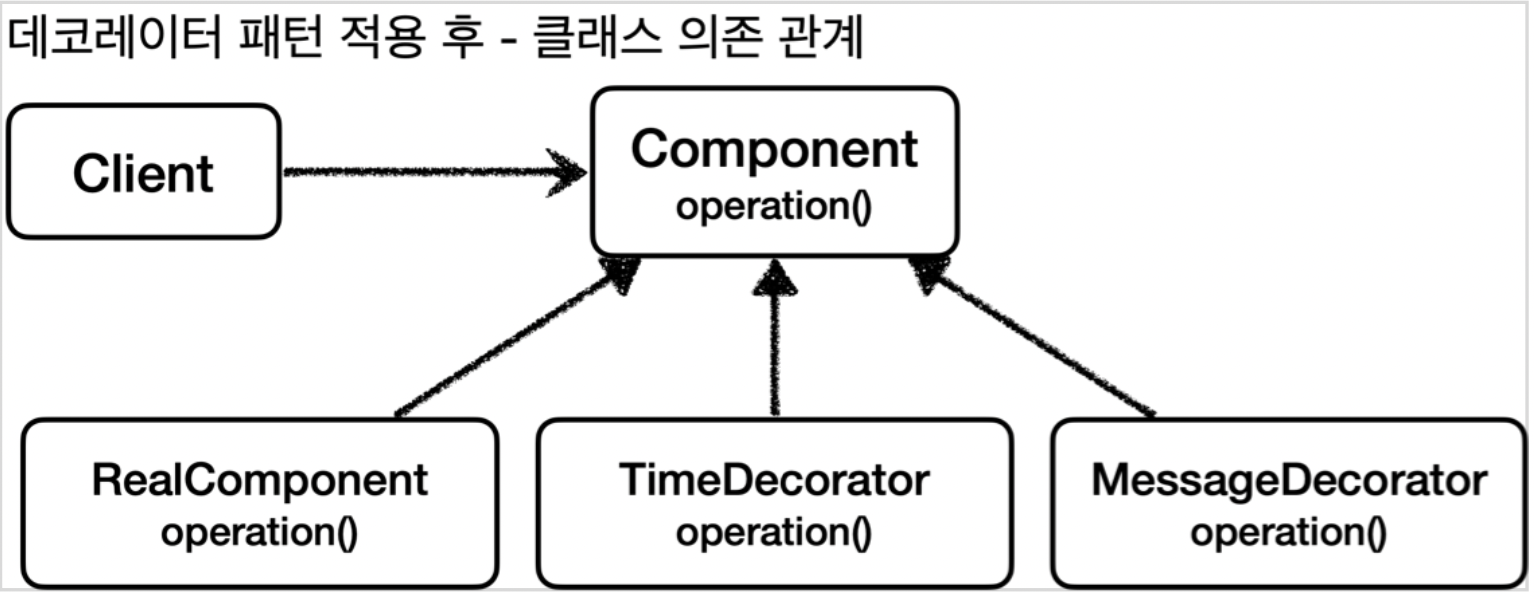 데코레이터 패턴 적용 후 - 클래스 의존 관계
Client
Component
operation()
RealComponent
operation()
TimeDecorator
operation()
MessageDecorator
operation()